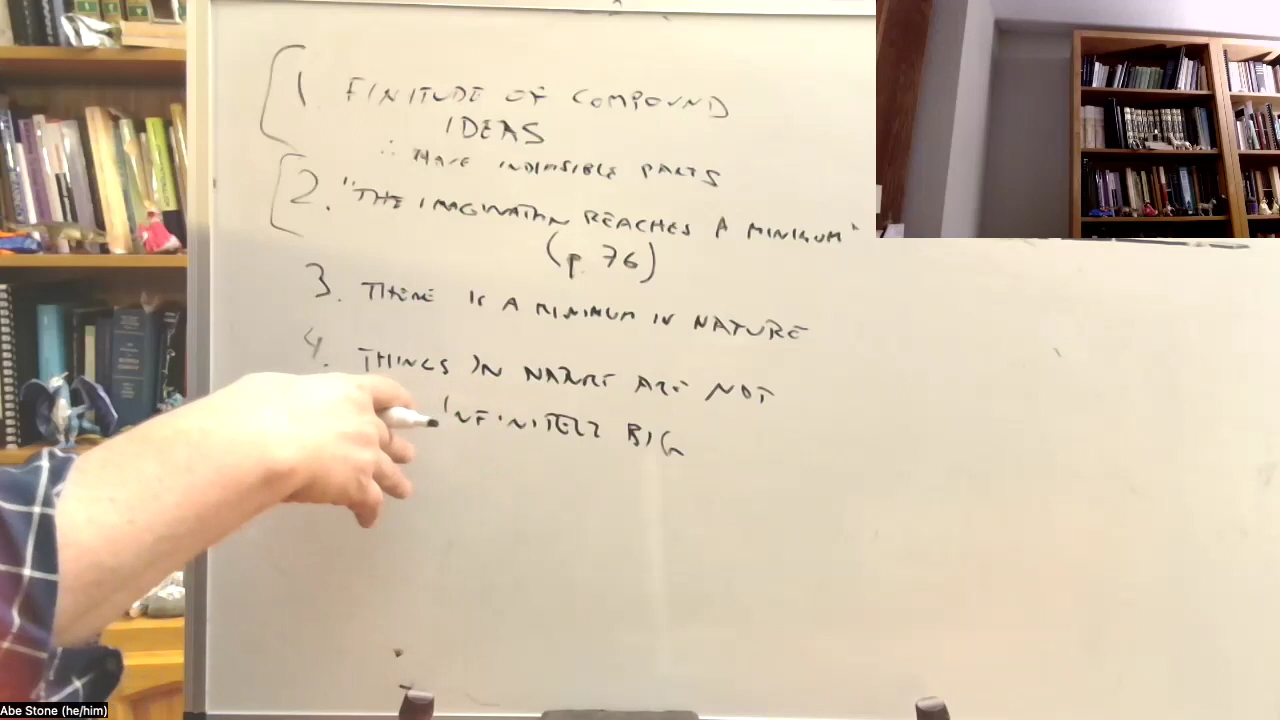 1 FINITUDE OF COMPOUND
IDEAS
∴ HAVE INDIVISIBLE PARTS
2. "THE IMAGINATION REACHES A MINIMUM"
(p. 76)
3. THERE IS A MINIMUM IN NATURE
4. THINGS IN NATURE ARE NOT
INFINITELY BIG
Abe Stone (he/him)